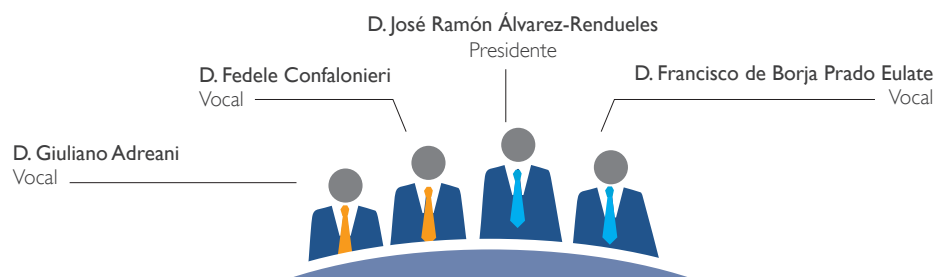 D. José Ramón Álvarez-Rendueles
Presidente
D. Fedele Confalonieri
Vocal
D. Francisco de Borja Prado Eulate
Vocal
D. Giuliano Adreani
Vocal